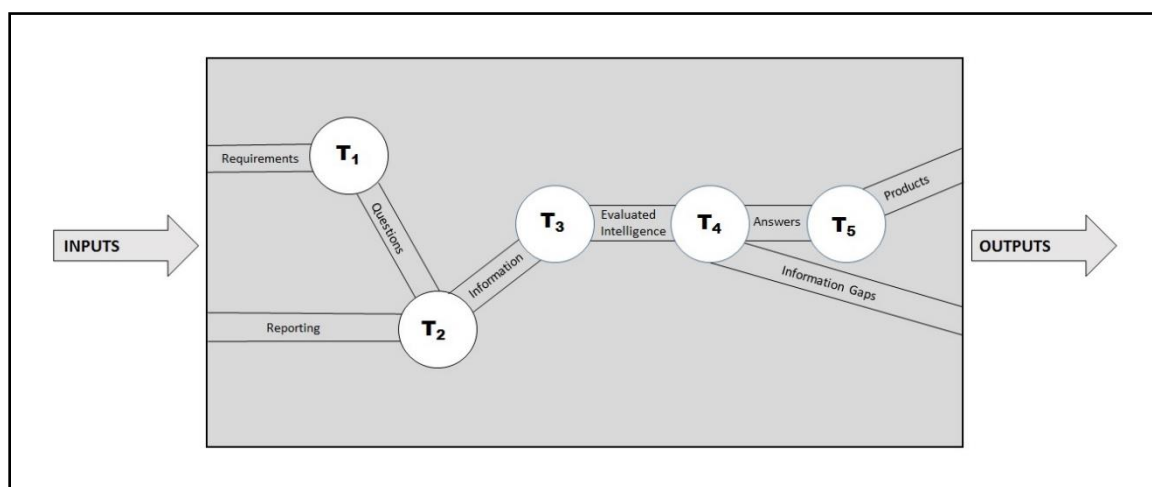 INPUTS
Requirements
T₁
Questions
Reporting
T₂
Information
T₃
Evaluated
Intelligence
T₄
Answers
T₅
Products
Information Gaps
OUTPUTS